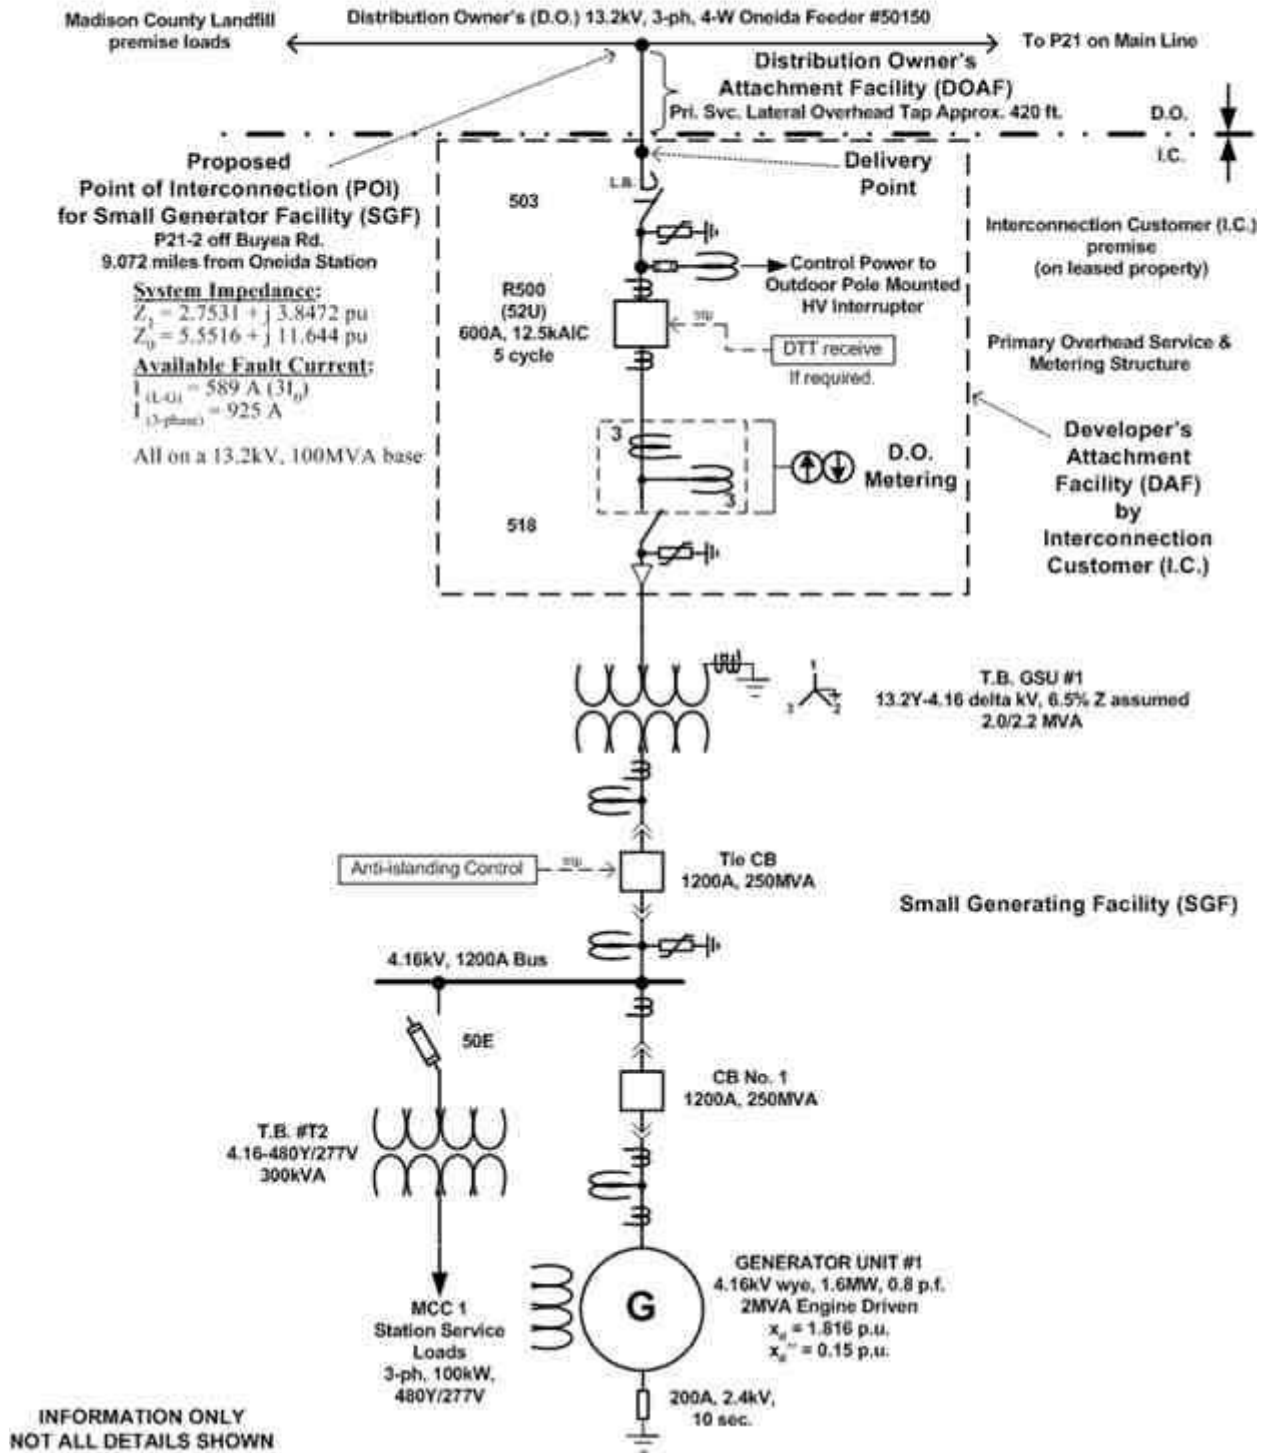 Madison County Landfill
premise loads
Distribution Owner's (D.O.) 13.2kV, 3-ph, 4-W Oneida Feeder #50150
To P21 on Main Line
Distribution Owner's
Attachment Facility (DOAF)
Pri. Svc. Lateral Overhead Tap Approx. 420 ft.
D.O.
I.C.
Proposed
Point of Interconnection (POI)
for Small Generator Facility (SGF)
P21-2 off Buyea Rd.
9.072 miles from Oneida Station
System Impedance:
Z1 = 2.7531 + j 3.8472 pu
Z0 = 5.5516 + j 11.644 pu
Available Fault Current:
I(L-G) = 589 A (3I0)
I(3-phase) = 925 A
All on a 13.2kV, 100MVA base
Delivery
Point
L.B.
503
Interconnection Customer (I.C.)
premise
(on leased property)
Control Power to
Outdoor Pole Mounted
HV Interrupter
R500
(52U)
600A, 12.5kAIC
5 cycle
trip
DTT receive
If required.
Primary Overhead Service &
Metering Structure
3
3
D.O.
Metering
Developer's
Attachment
Facility (DAF)
by
Interconnection
Customer (I.C.)
518
1
3
2
T.B. GSU #1
13.2Y-4.16 delta kV, 6.5% Z assumed
2.0/2.2 MVA
Anti-islanding Control
trip
Tie CB
1200A, 250MVA
Small Generating Facility (SGF)
4.16kV, 1200A Bus
50E
CB No. 1
1200A, 250MVA
T.B. #T2
4.16-480Y/277V
300kVA
MCC 1
Station Service
Loads
3-ph, 100kW,
480Y/277V
G
GENERATOR UNIT #1
4.16kV wye, 1.6MW, 0.8 p.f.
2MVA Engine Driven
xd = 1.816 p.u.
xd'' = 0.15 p.u.
200A, 2.4kV,
10 sec.
INFORMATION ONLY
NOT ALL DETAILS SHOWN